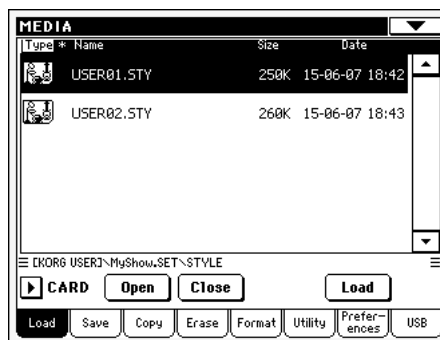 MEDIA
Type * Name Size Date
USER01.STY 250K 15-06-07 18:42
USER02.STY 260K 15-06-07 18:43
[KORG USER]\MyShow.SET\STYLE
CARD Open Close Load
Load Save Copy Erase Format Utility Prefer-
ences USB